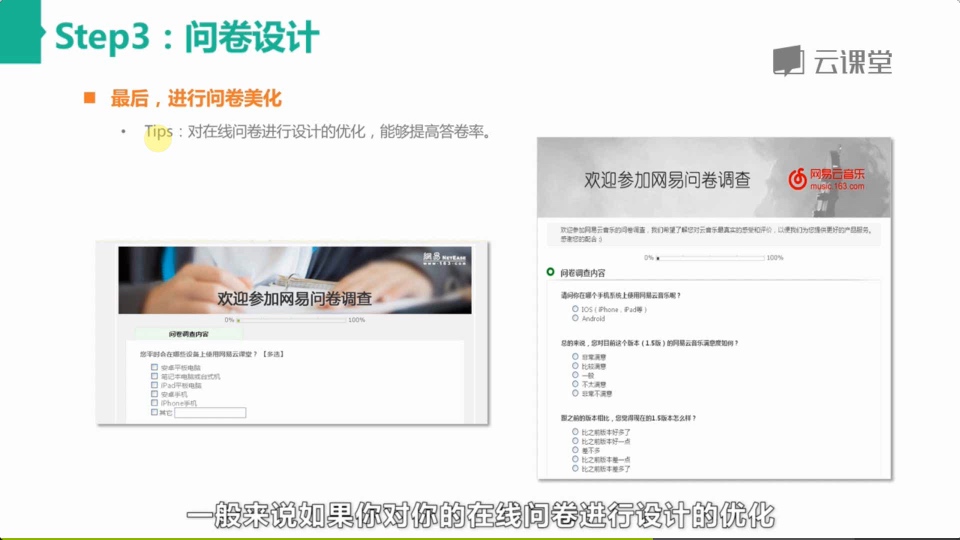 Step3：问卷设计
云课堂
最后，进行问卷美化
Tips：对在线问卷进行设计的优化，能够提高答卷率。
网易 NETEASE
www.163.com
欢迎参加网易问卷调查
0%
100%
问卷调查内容
您平时会在哪些设备上使用网易云课堂？ 【多选】
安卓平板电脑
笔记本电脑或台式机
iPad平板电脑
安卓手机
iPhone手机
其它
欢迎参加网易问卷调查
网易云音乐
music.163.com
欢迎参加网易云音乐的问卷调查，我们希望了解您对云音乐最真实的感受和评价，以便我们为您提供更好的产品服务。
感谢您的配合 :)
0%
100%
问卷调查内容
请问你在哪个手机系统上使用网易云音乐呢？
IOS（iPhone，iPad等）
Android
总的来说，您对目前这个版本（1.5版）的网易云音乐满意度如何？
非常满意
比较满意
一般
不太满意
非常不满意
跟之前的版本相比，您觉得现在的1.5版本怎么样？
比之前版本好多了
比之前版本好一点
差不多
比之前版本差一点
比之前版本差多了
一般来说如果你对你的在线问卷进行设计的优化